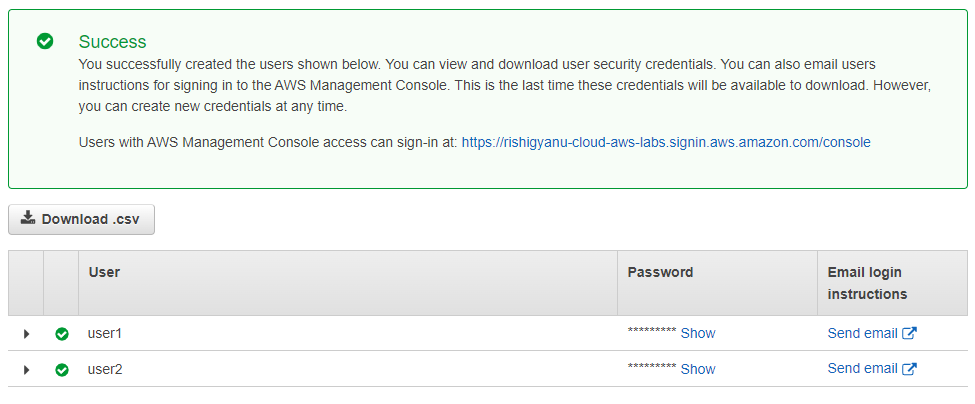 Success
You successfully created the users shown below. You can view and download user security credentials. You can also email users
instructions for signing in to the AWS Management Console. This is the last time these credentials will be available to download. However,
you can create new credentials at any time.
Users with AWS Management Console access can sign-in at: https://rishigyanu-cloud-aws-labs.signin.aws.amazon.com/console
Download .csv
User Password Email login
instructions
user1 ********* Show Send email
user2 ********* Show Send email